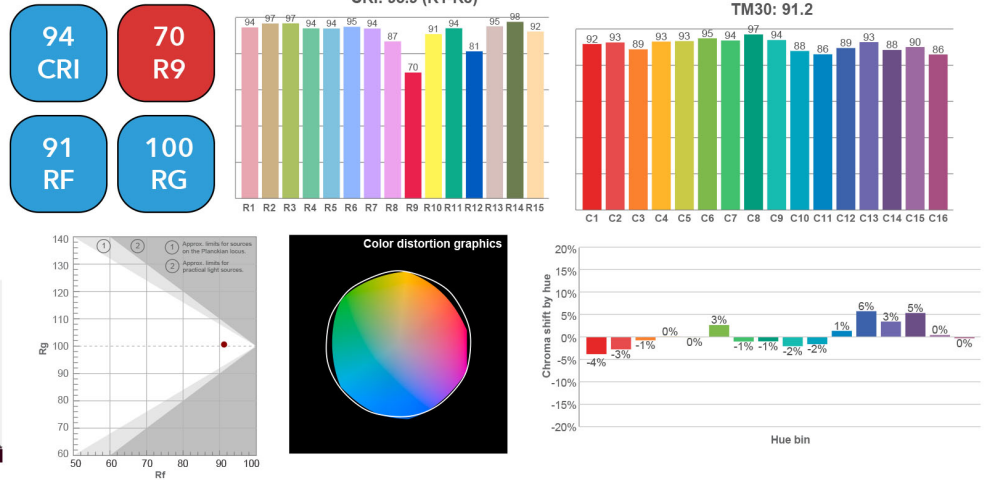 94
CRI
70
R9
91
RF
100
RG
94 97 97 94 94 95 94 87 70 91 94 81 95 98 92
R1 R2 R3 R4 R5 R6 R7 R8 R9 R10 R11 R12 R13 R14 R15
TM30: 91.2
92 93 89 93 93 95 94 97 94 88 86 89 93 88 90 86
C1 C2 C3 C4 C5 C6 C7 C8 C9 C10 C11 C12 C13 C14 C15 C16
140
130
120
110
100
90
80
70
60
Rg
50 60 70 80 90 100
Rf
1 2
1 Approx. limits for sources
on the Planckian locus.
2 Approx. limits for
practical light sources.
Color distortion graphics
Chroma shift by hue
20%
15%
10%
5%
0%
-5%
-10%
-15%
-20%
-4% -3% -1% 0% 0% 3% -1% -1% -2% -2% 1% 6% 3% 5% 0% 0%
Hue bin